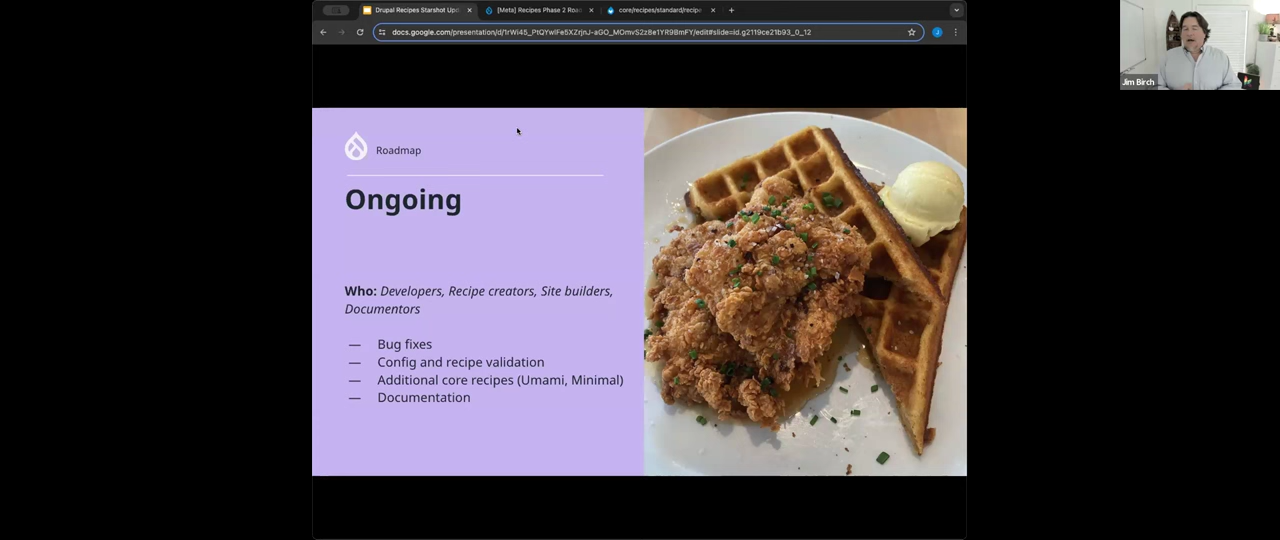 Drupal Recipes Starshot Upd
[Meta] Recipes Phase 2 Road
core/recipes/standard/recipe
docs.google.com/presentation/d/1rWi45_PtQYwIFe5XZrjnJ-aGO_MOmvS2z8e1YR9BmFY/edit#slide=id.g2119ce21b93_0_12
J
Jim Birch
Roadmap
Ongoing
Who: Developers, Recipe creators, Site builders,
Documentors
— Bug fixes
— Config and recipe validation
— Additional core recipes (Umami, Minimal)
— Documentation